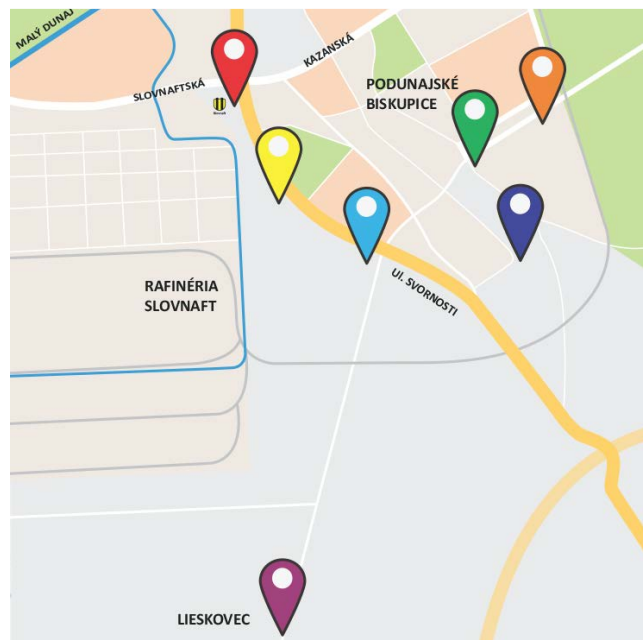 MALÝ DUNAJ
KAZANSKÁ
SLOVNAFTSKÁ
PODUNAJSKÉ
BISKUPICE
RAFINÉRIA
SLOVNAFT
Ul. SVORNOSTI
LIESKOVEC